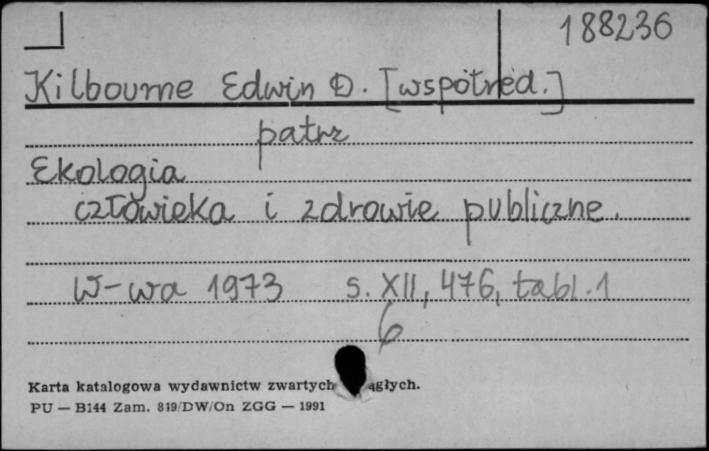 188236
Kilbourne Edwin D. [współred.]
patrz
Ekologia
człowieka i zdrowie publiczne.
W-wa 1973 s. XII, 476, tabl. 1
6
Karta katalogowa wydawnictw zwartych
PU — B144 Zam. 819/DW/On ZGG — 1991